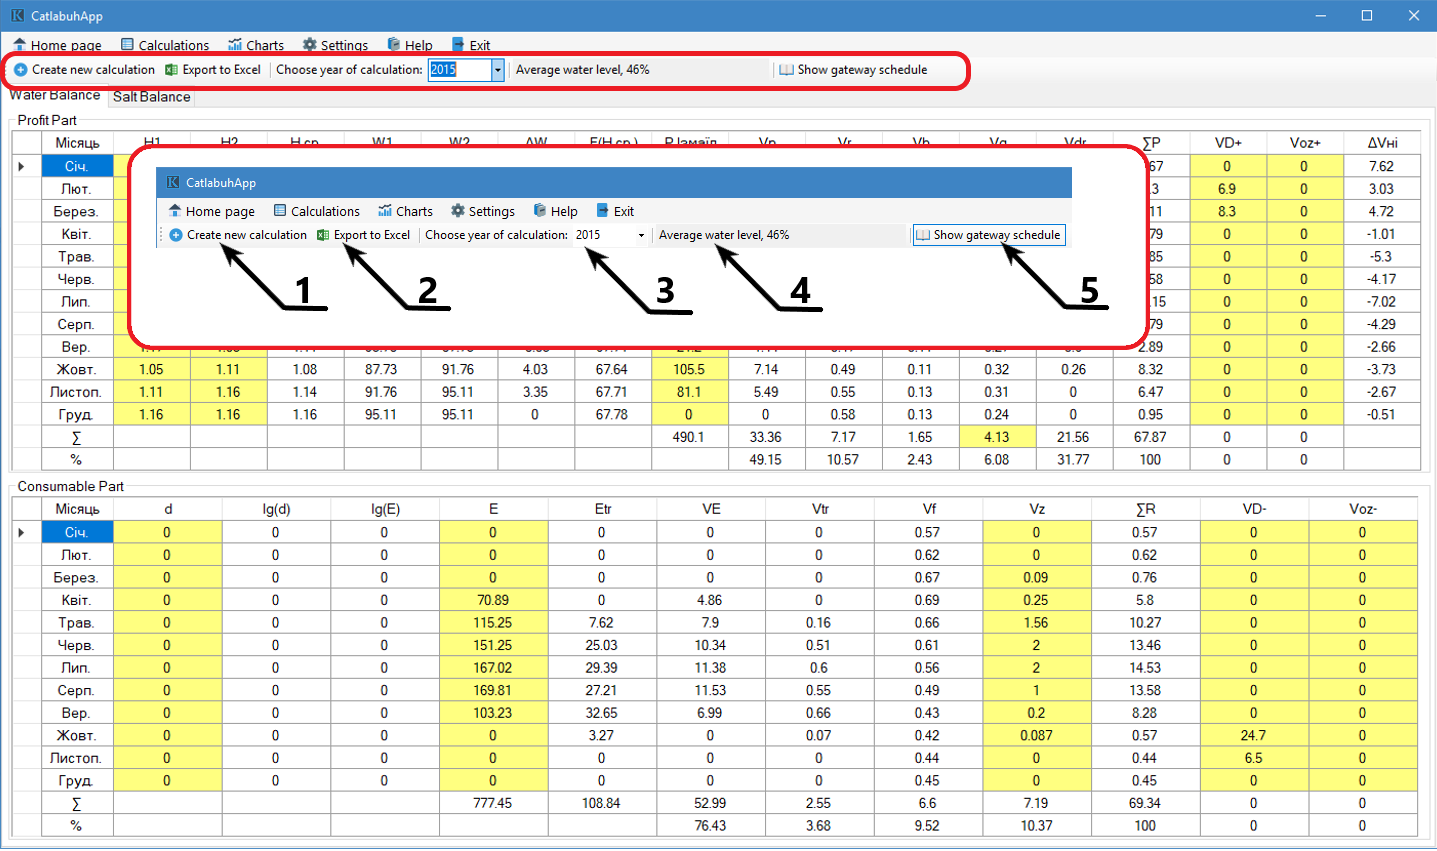 CatlabuhApp
Home page Calculations Charts Settings Help Exit
Create new calculation Export to Excel Choose year of calculation: 2015 Average water level, 46% Show gateway schedule
Water Balance Salt Balance
Profit Part
Місяць H1 H2 Н.ср. W1 W2 ΔW F(Н.ср.) Р Ізмаїл Vp Vr Vb Vg Vdr ∑P VD+ Voz+ ΔVні
Січ. 67 0 0 7.62
CatlabuhApp
Home page Calculations Charts Settings Help Exit
Create new calculation Export to Excel Choose year of calculation: 2015 Average water level, 46% Show gateway schedule
1 2 3 4 5
Лют. 3 6.9 0 3.03
Берез. 11 8.3 0 4.72
Квіт. 79 0 0 -1.01
Трав. 85 0 0 -5.3
Черв. 58 0 0 -4.17
Лип. 15 0 0 -7.02
Серп. 79 0 0 -4.29
Вер. 2.89 0 0 -2.66
Жовт. 1.05 1.11 1.08 87.73 91.76 4.03 67.64 105.5 7.14 0.49 0.11 0.32 0.26 8.32 0 0 -3.73
Листоп. 1.11 1.16 1.14 91.76 95.11 3.35 67.71 81.1 5.49 0.55 0.13 0.31 0 6.47 0 0 -2.67
Груд. 1.16 1.16 1.16 95.11 95.11 0 67.78 0 0 0.58 0.13 0.24 0 0.95 0 0 -0.51
∑ 490.1 33.36 7.17 1.65 4.13 21.56 67.87 0 0
% 49.15 10.57 2.43 6.08 31.77 100 0 0
Consumable Part
Місяць d lg(d) lg(E) E Etr VE Vtr Vf Vz ∑R VD- Voz-
Січ. 0 0 0 0 0 0 0 0.57 0 0.57 0 0
Лют. 0 0 0 0 0 0 0 0.62 0 0.62 0 0
Берез. 0 0 0 0 0 0 0 0.67 0.09 0.76 0 0
Квіт. 0 0 0 70.89 0 4.86 0 0.69 0.25 5.8 0 0
Трав. 0 0 0 115.25 7.62 7.9 0.16 0.66 1.56 10.27 0 0
Черв. 0 0 0 151.25 25.03 10.34 0.51 0.61 2 13.46 0 0
Лип. 0 0 0 167.02 29.39 11.38 0.6 0.56 2 14.53 0 0
Серп. 0 0 0 169.81 27.21 11.53 0.55 0.49 1 13.58 0 0
Вер. 0 0 0 103.23 32.65 6.99 0.66 0.43 0.2 8.28 0 0
Жовт. 0 0 0 0 3.27 0 0.07 0.42 0.087 0.57 24.7 0
Листоп. 0 0 0 0 0 0 0 0.44 0 0.44 6.5 0
Груд. 0 0 0 0 0 0 0 0.45 0 0.45 0 0
∑ 777.45 108.84 52.99 2.55 6.6 7.19 69.34 0 0
% 76.43 3.68 9.52 10.37 100 0 0